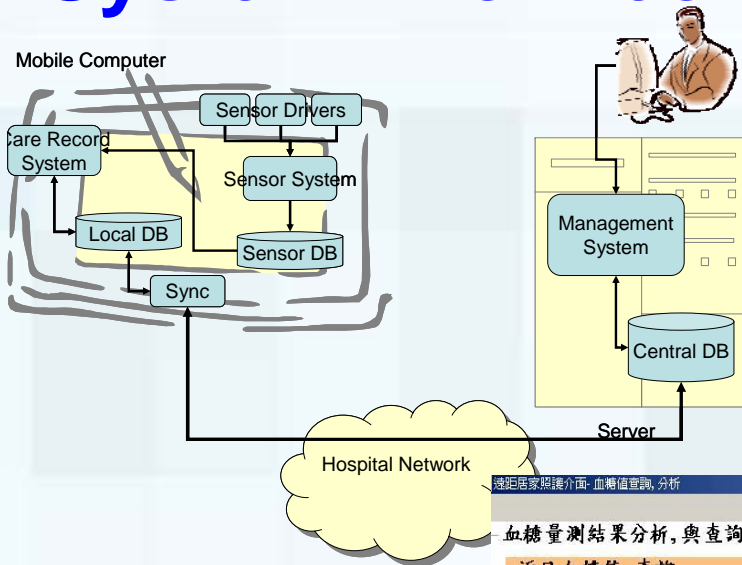 Mobile Computer
Sensor Drivers
Care Record
System
Sensor System
Local DB
Sensor DB
Sync
Management
System
Central DB
Server
Hospital Network
遠距居家照護介面- 血糖值查詢, 分析
血糖量測結果分析,與查詢